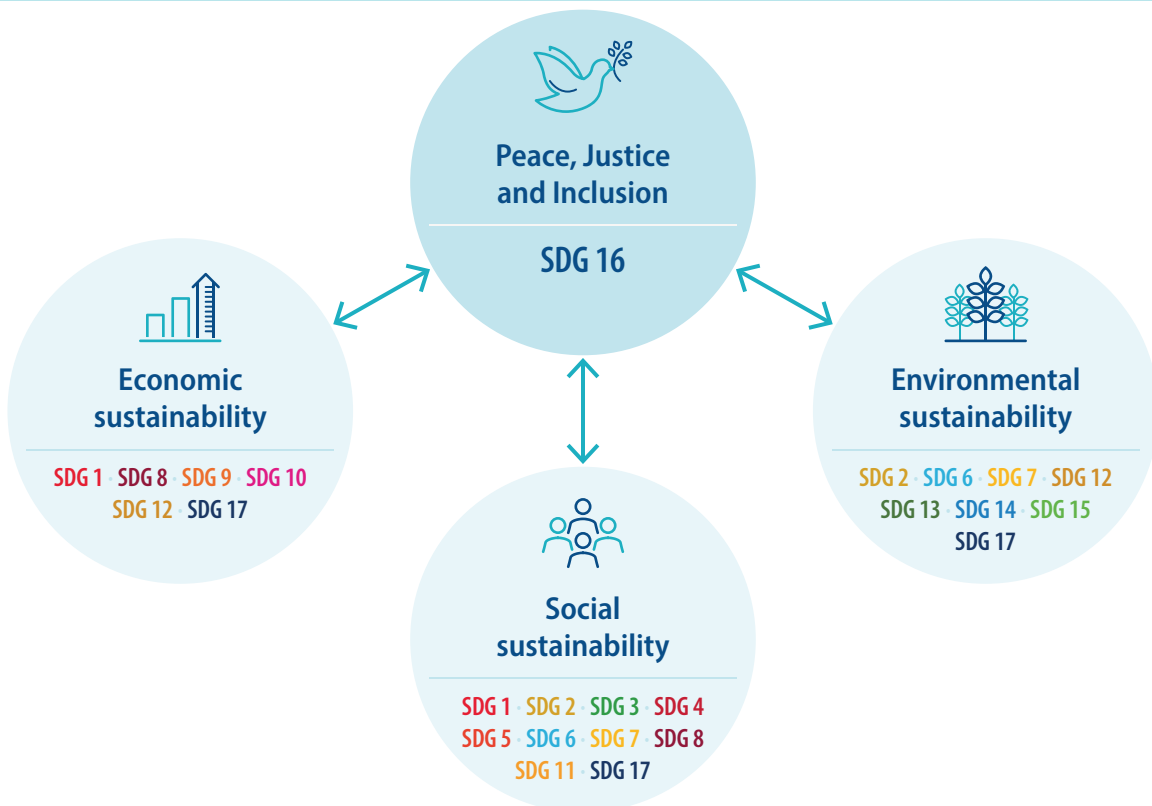 Peace, Justice
and Inclusion
SDG 16
Economic
sustainability
SDG 1 · SDG 8 · SDG 9 · SDG 10
SDG 12 · SDG 17
Environmental
sustainability
SDG 2 · SDG 6 · SDG 7 · SDG 12
SDG 13 · SDG 14 · SDG 15
SDG 17
Social
sustainability
SDG 1 · SDG 2 · SDG 3 · SDG 4
SDG 5 · SDG 6 · SDG 7 · SDG 8
SDG 11 · SDG 17